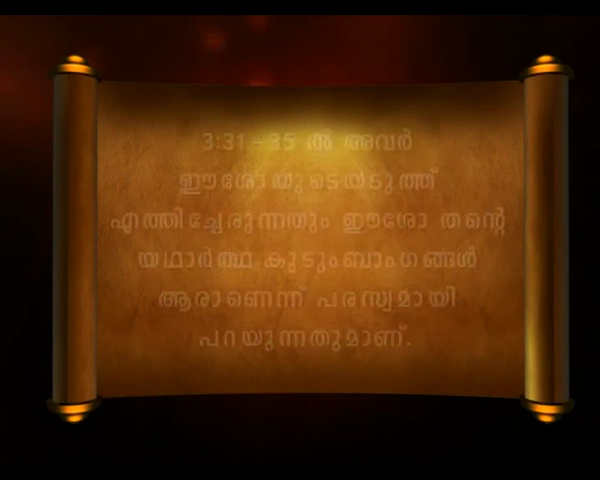 3:31-35 ൽ അവർ
ഈശോയുടെയടുത്ത്
എത്തിച്ചേരുന്നതും ഈശോ തന്റെ
യഥാർത്ഥ കുടുംബാംഗങ്ങൾ
ആരാണെന്ന് പരസ്യമായി
പറയുന്നതുമാണ്.